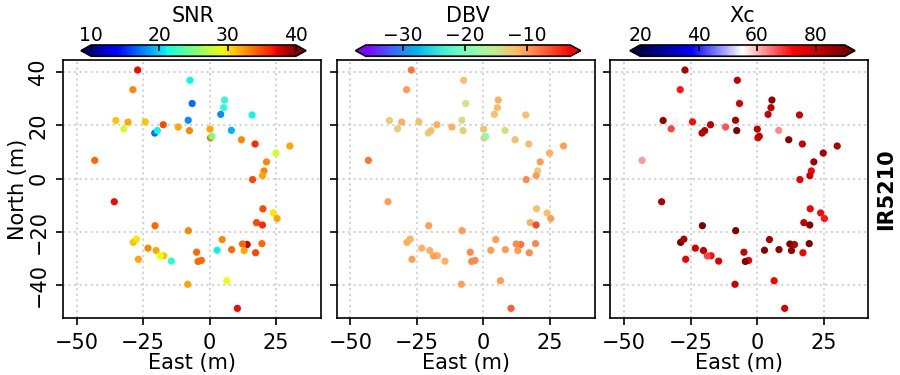 SNR DBV Xc
10 20 30 40 −30 −20 −10 20 40 60 80
40
20
0
−20
−40
North (m)
IR5210
−50 −25 0 25 −50 −25 0 25 −50 −25 0 25
East (m) East (m) East (m)